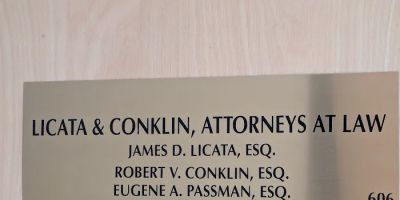 LICATA & CONKLIN, ATTORNEYS AT LAW
JAMES D. LICATA, ESQ.
ROBERT V. CONKLIN, ESQ.
EUGENE A. PASSMAN, ESQ.
606